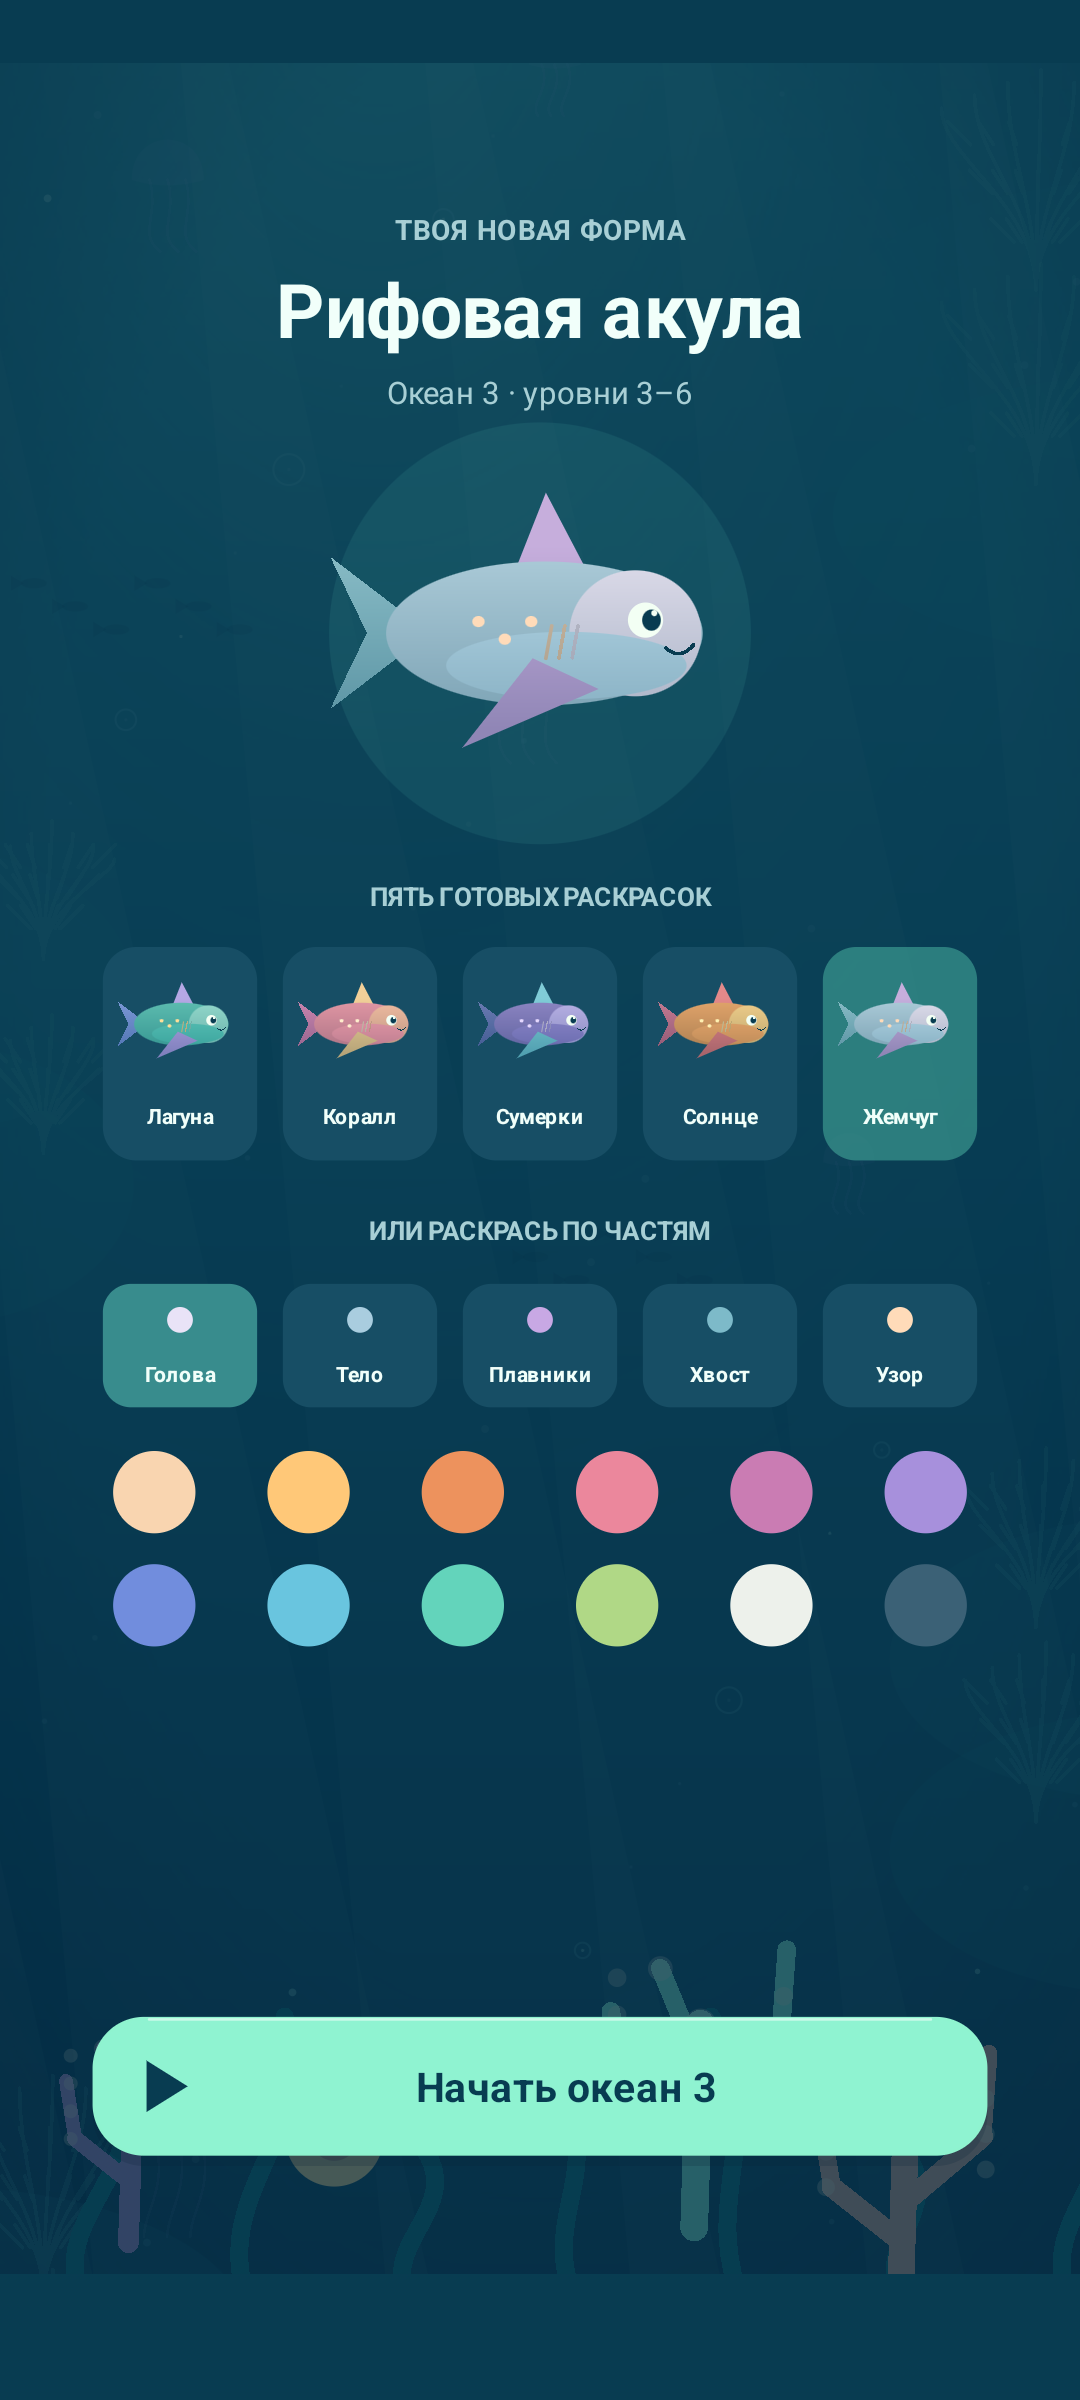 ТВОЯ НОВАЯ ФОРМА
Рифовая акула
Океан 3 · уровни 3–6
ПЯТЬ ГОТОВЫХ РАСКРАСОК
Лагуна
Коралл
Сумерки
Солнце
Жемчуг
ИЛИ РАСКРАСЬ ПО ЧАСТЯМ
Голова
Тело
Плавники
Хвост
Узор
Начать океан 3